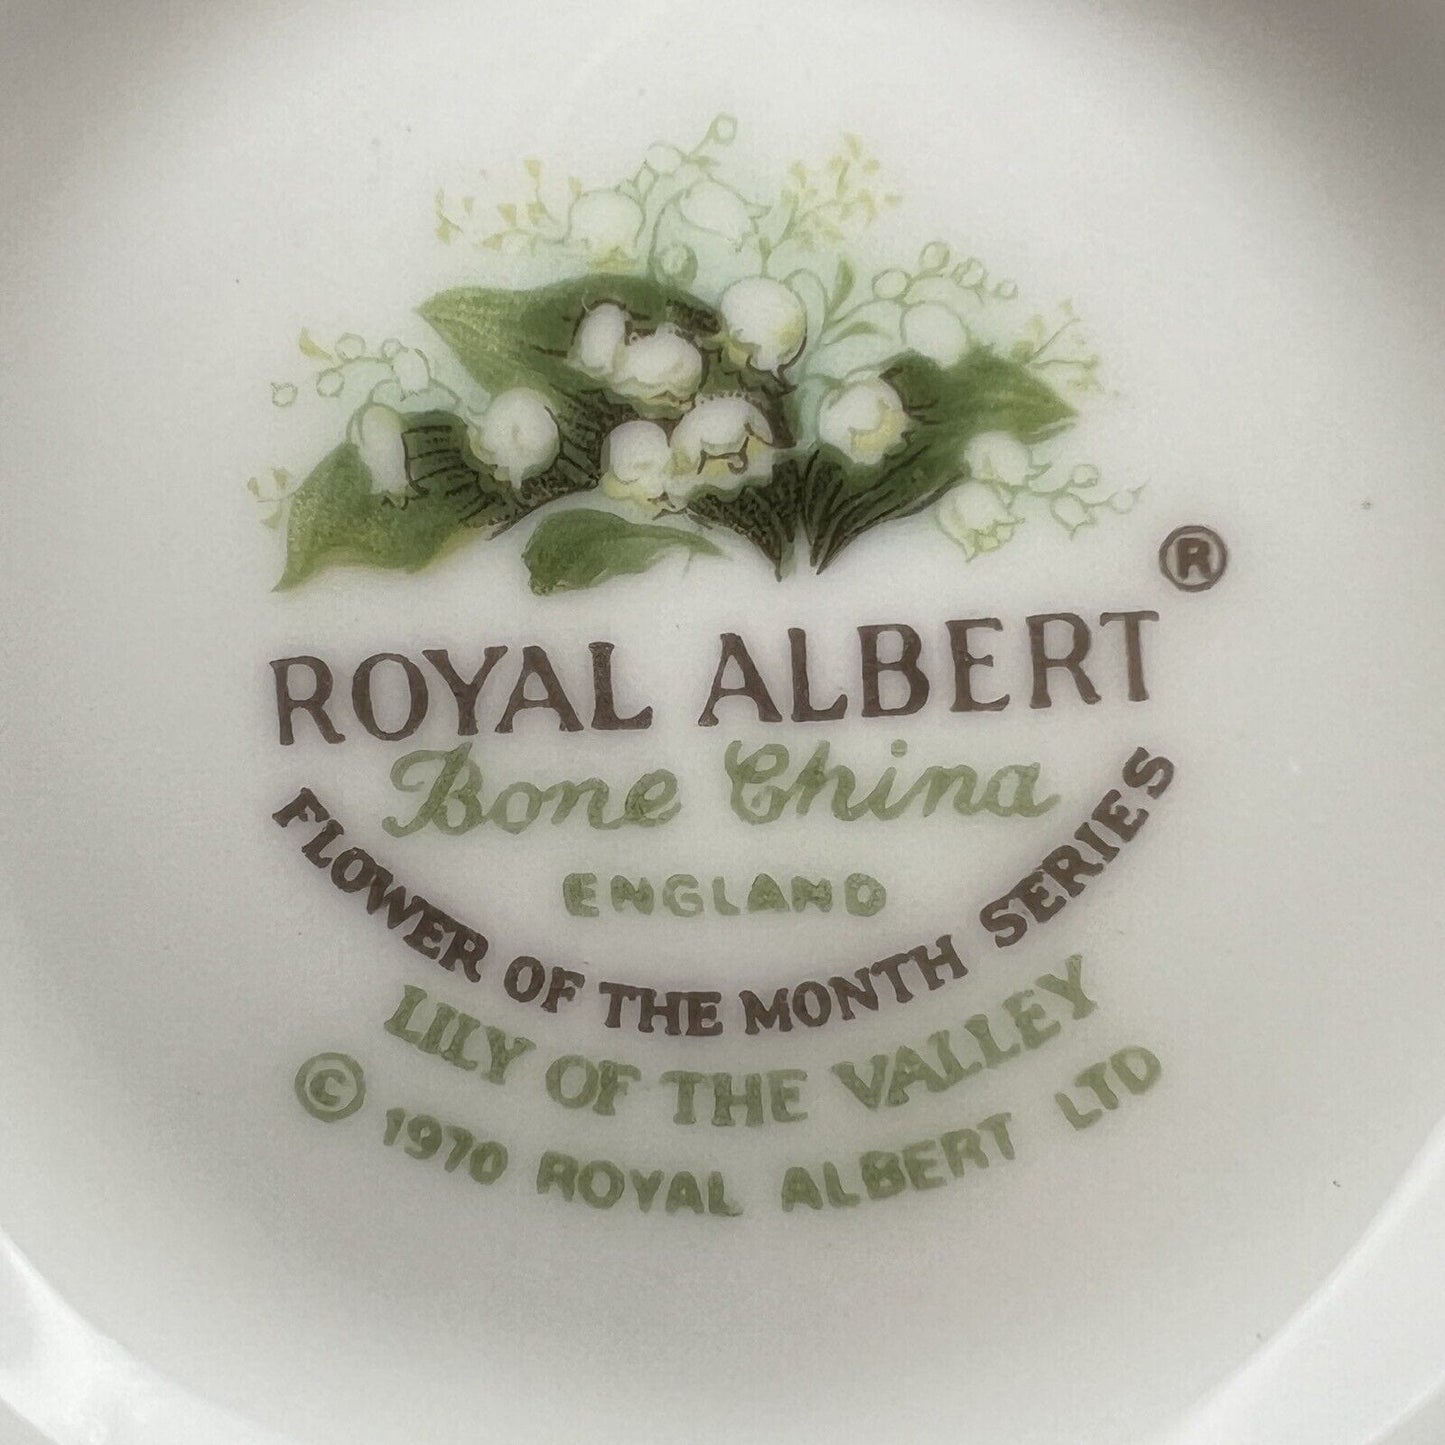 ROYAL ALBERT ®
Bone China
ENGLAND
FLOWER OF THE MONTH SERIES
LILY OF THE VALLEY
© 1970 ROYAL ALBERT LTD